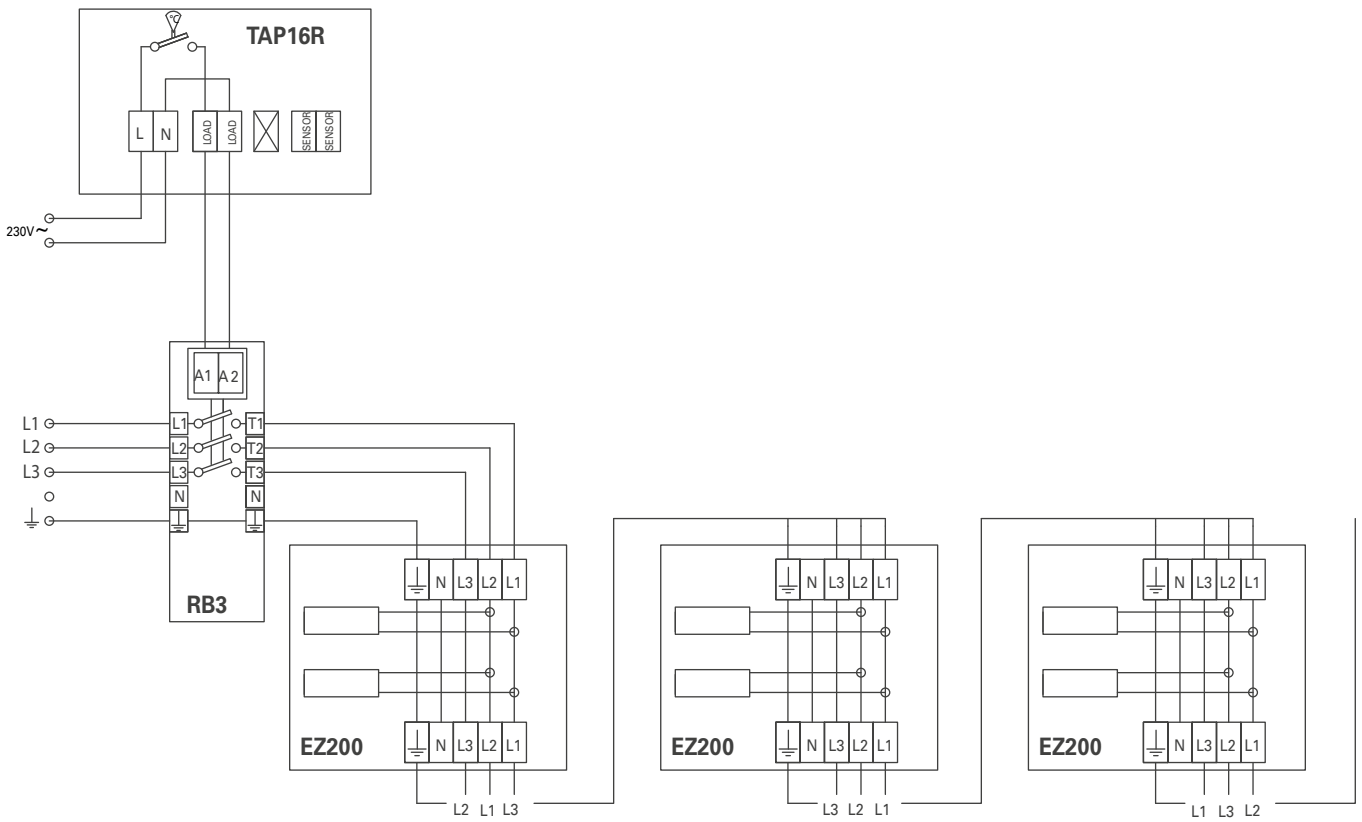 °C
TAP16R
L N LOAD LOAD SENSOR SENSOR
230V~
A1 A2
L1 L1 T1
L2 L2 T2
L3 L3 T3
N N
RB3
N L3 L2 L1
N L3 L2 L1
N L3 L2 L1
EZ200 N L3 L2 L1
EZ200 N L3 L2 L1
EZ200 N L3 L2 L1
L2 L1 L3
L3 L2 L1
L1 L3 L2